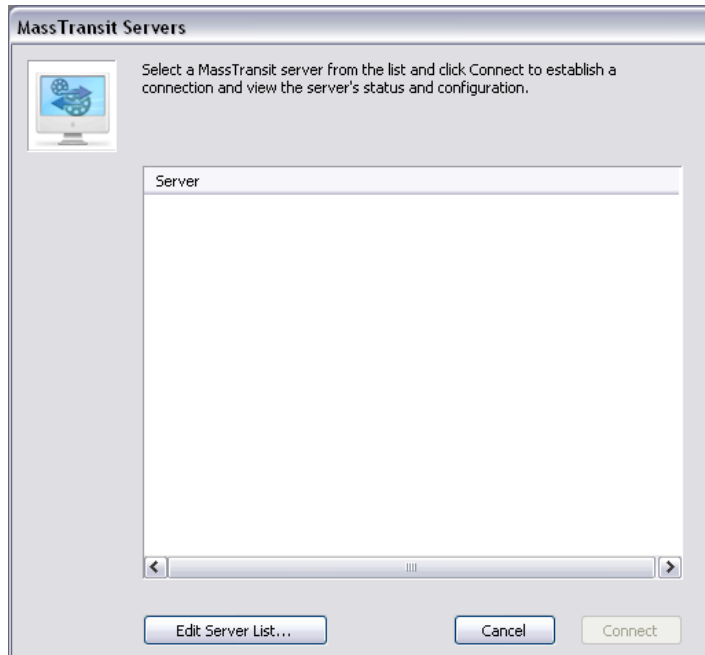 MassTransit Servers
Select a MassTransit server from the list and click Connect to establish a
connection and view the server's status and configuration.
Server
Edit Server List...
Cancel
Connect